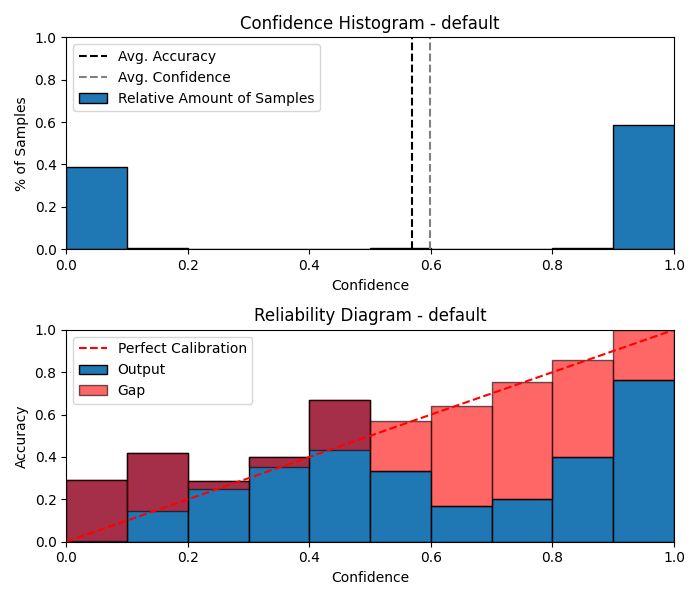 Confidence Histogram - default
1.0
0.8
0.6
0.4
0.2
0.0
% of Samples
Avg. Accuracy
Avg. Confidence
Relative Amount of Samples
0.0 0.2 0.4 0.6 0.8 1.0
Confidence
Reliability Diagram - default
1.0
0.8
0.6
0.4
0.2
0.0
Accuracy
Perfect Calibration
Output
Gap
0.0 0.2 0.4 0.6 0.8 1.0
Confidence